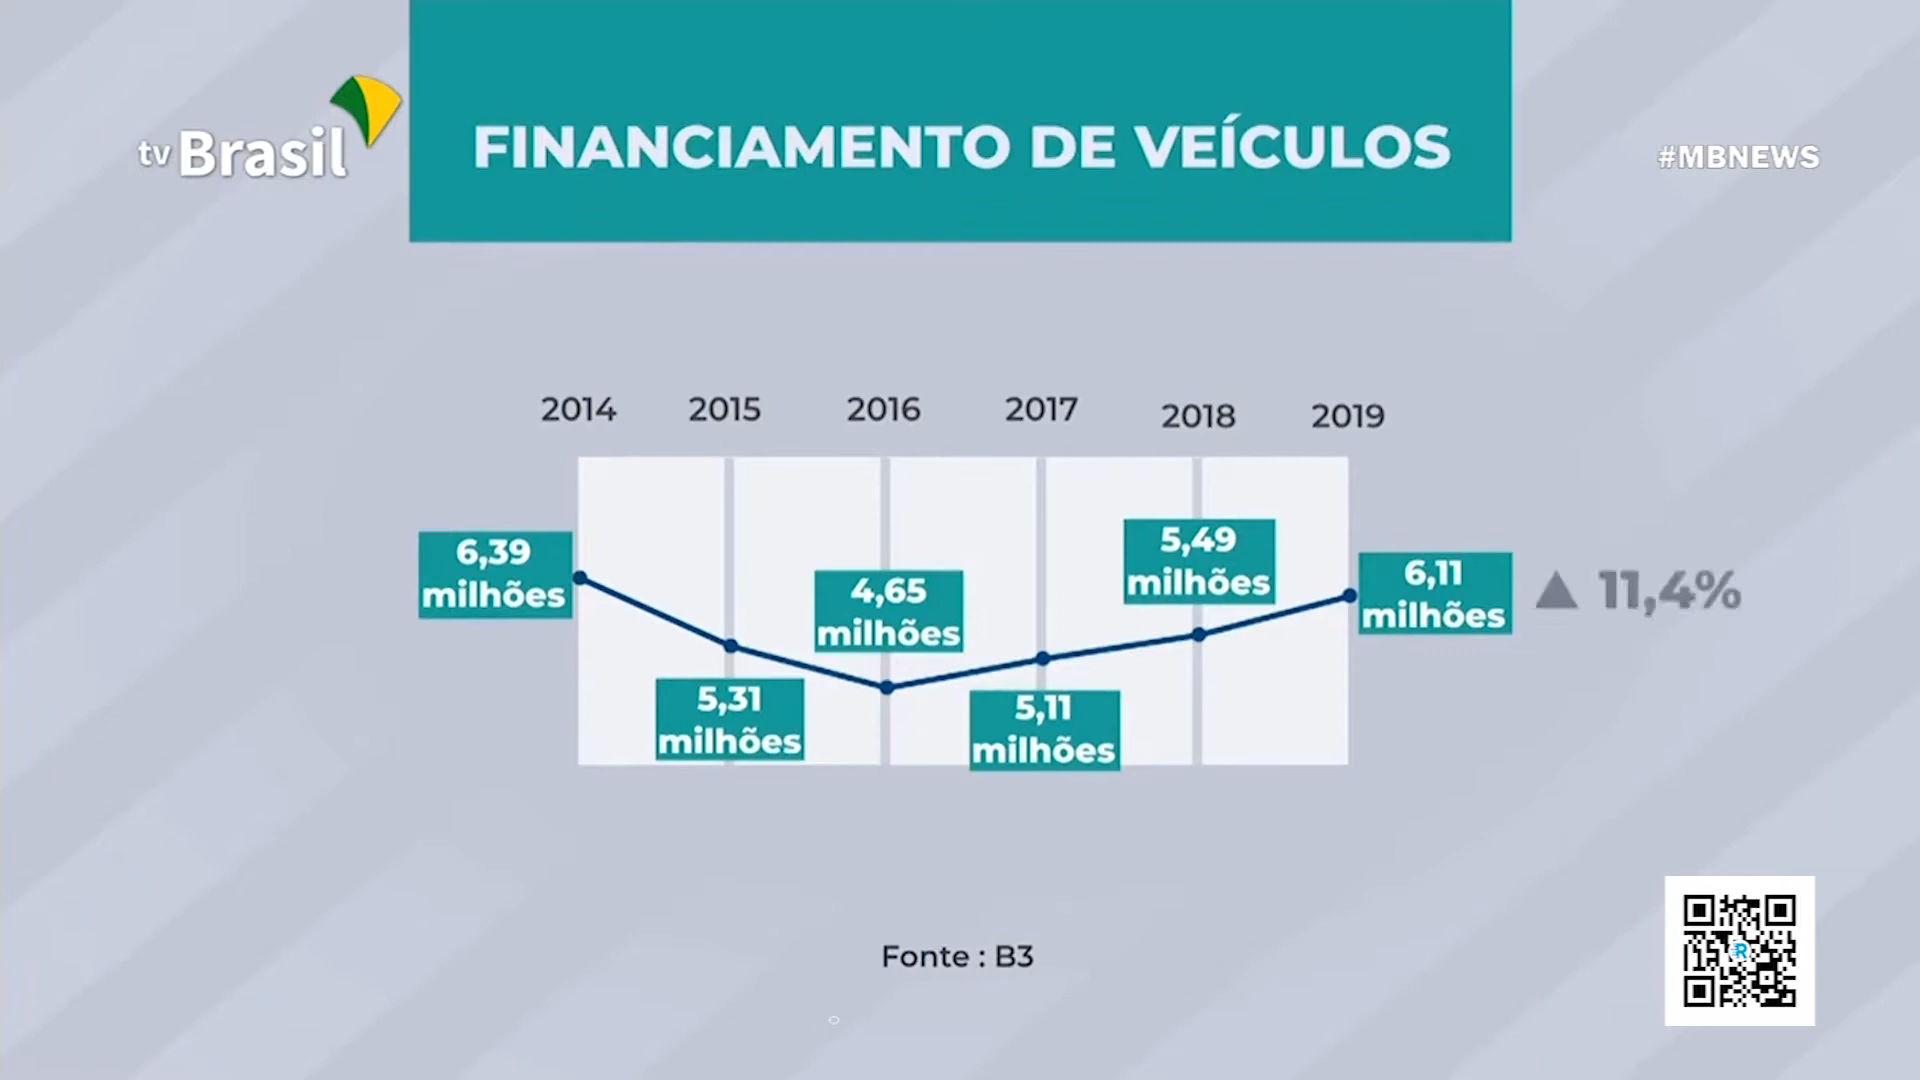 tv Brasil
FINANCIAMENTO DE VEÍCULOS
#MBNEWS
2014 2015 2016 2017 2018 2019
6,39
milhões
5,31
milhões
4,65
milhões
5,11
milhões
5,49
milhões
6,11
milhões
▲ 11,4%
Fonte : B3
R